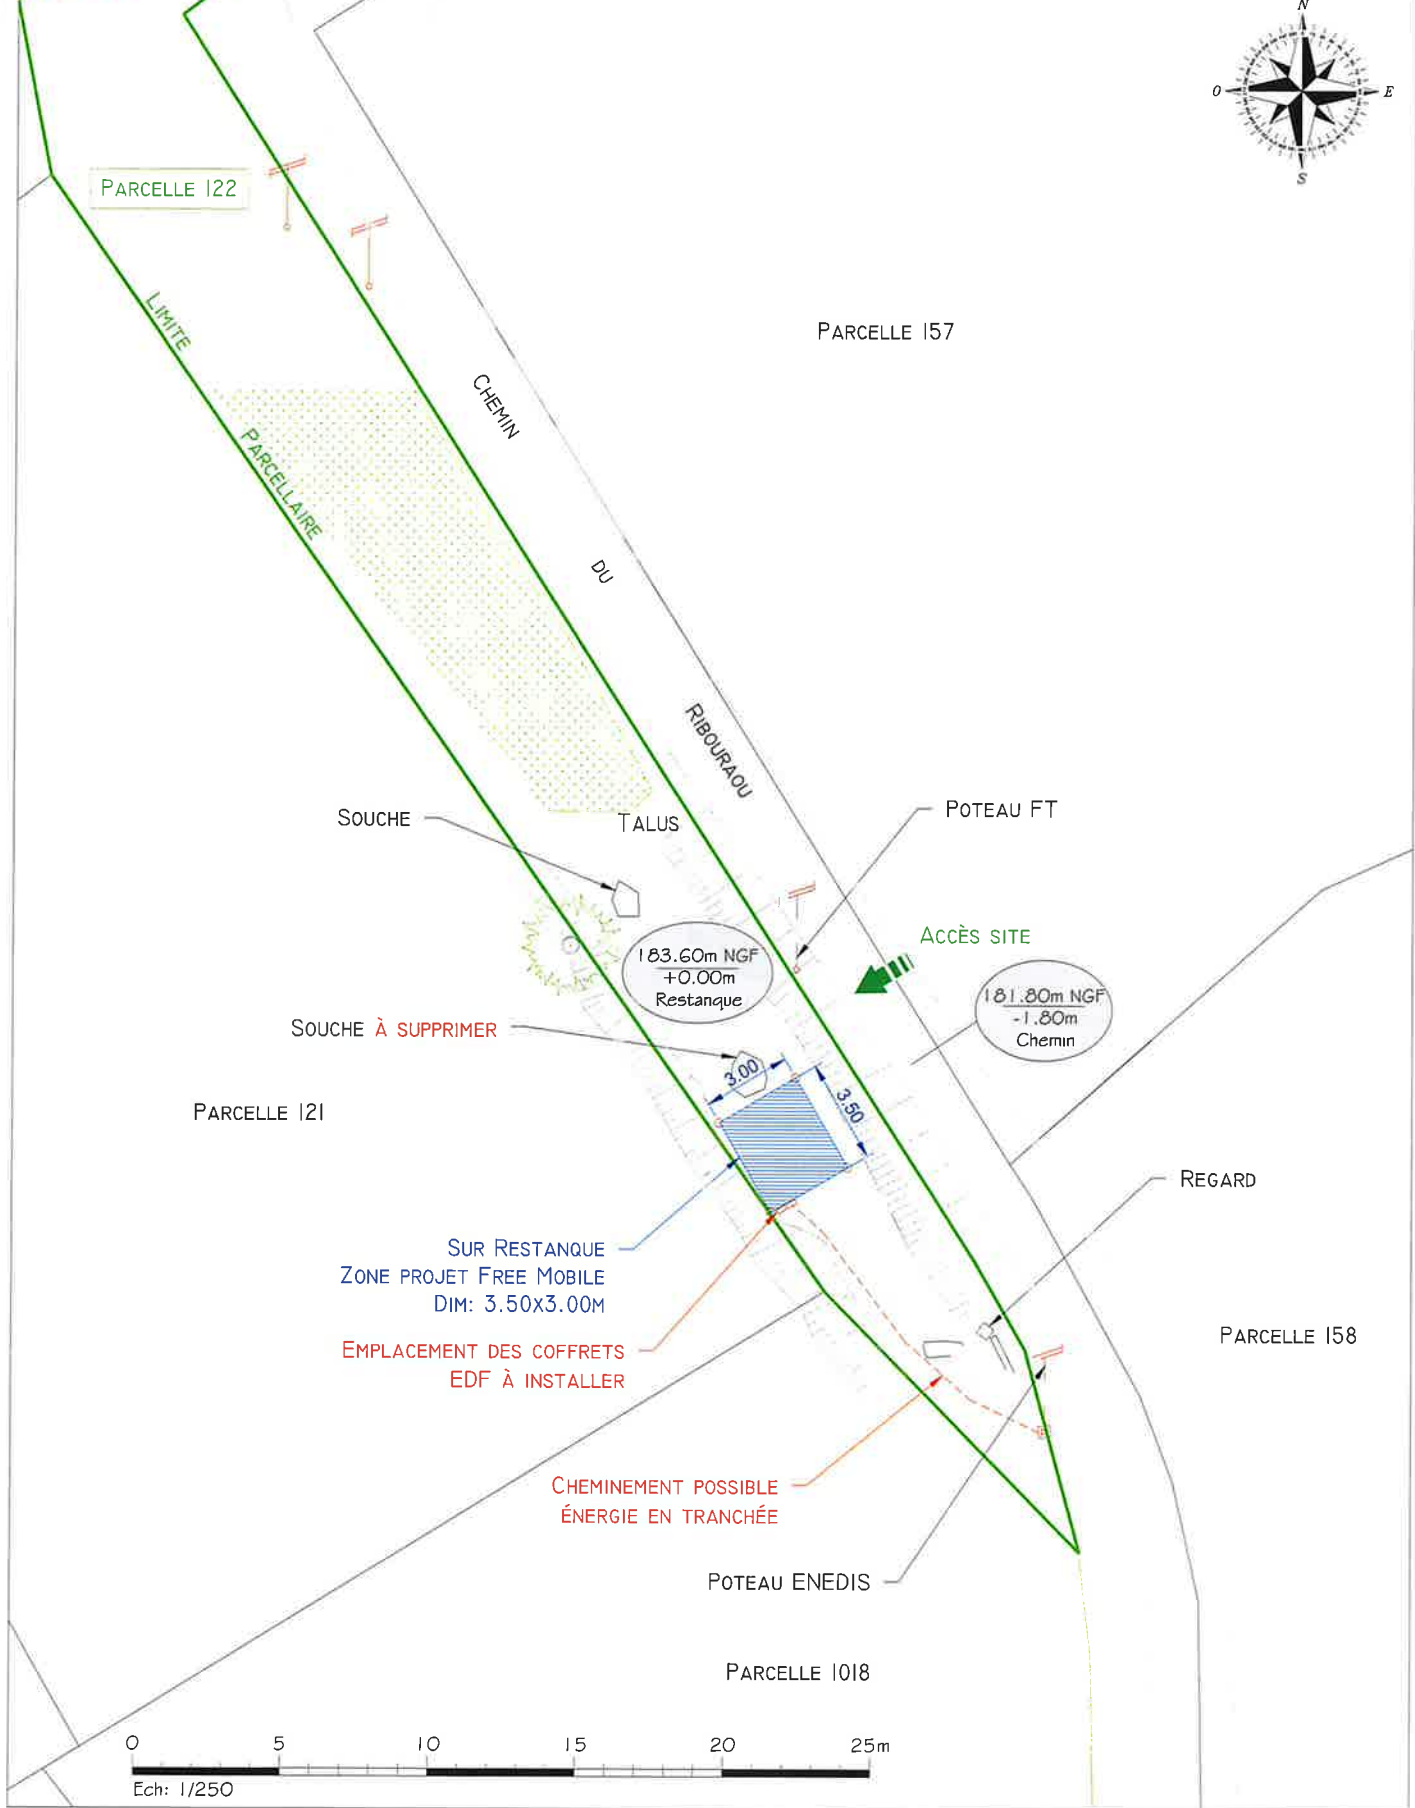 N
O
E
S
PARCELLE 122
LIMITE
PARCELLAIRE
PARCELLE 157
CHEMIN
DU
RIBOURAOU
SOUCHE
TALUS
POTEAU FT
ACCÈS SITE
183.60m NGF
+0.00m
Restanque
181.80m NGF
-1.80m
Chemin
SOUCHE À SUPPRIMER
3.00
3.50
PARCELLE 121
REGARD
SUR RESTANQUE
ZONE PROJET FREE MOBILE
DIM: 3.50X3.00M
EMPLACEMENT DES COFFRETS
EDF À INSTALLER
PARCELLE 158
CHEMINEMENT POSSIBLE
ÉNERGIE EN TRANCHÉE
POTEAU ENEDIS
PARCELLE 1018
0 5 10 15 20 25m
Ech: 1/250